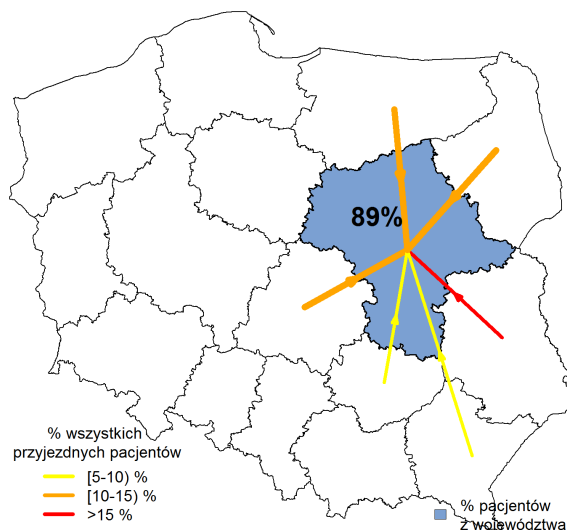 89%
% wszystkich
przyjezdnych pacjentów
[5-10) %
[10-15) %
>15 %
% pacjentów
z województwa